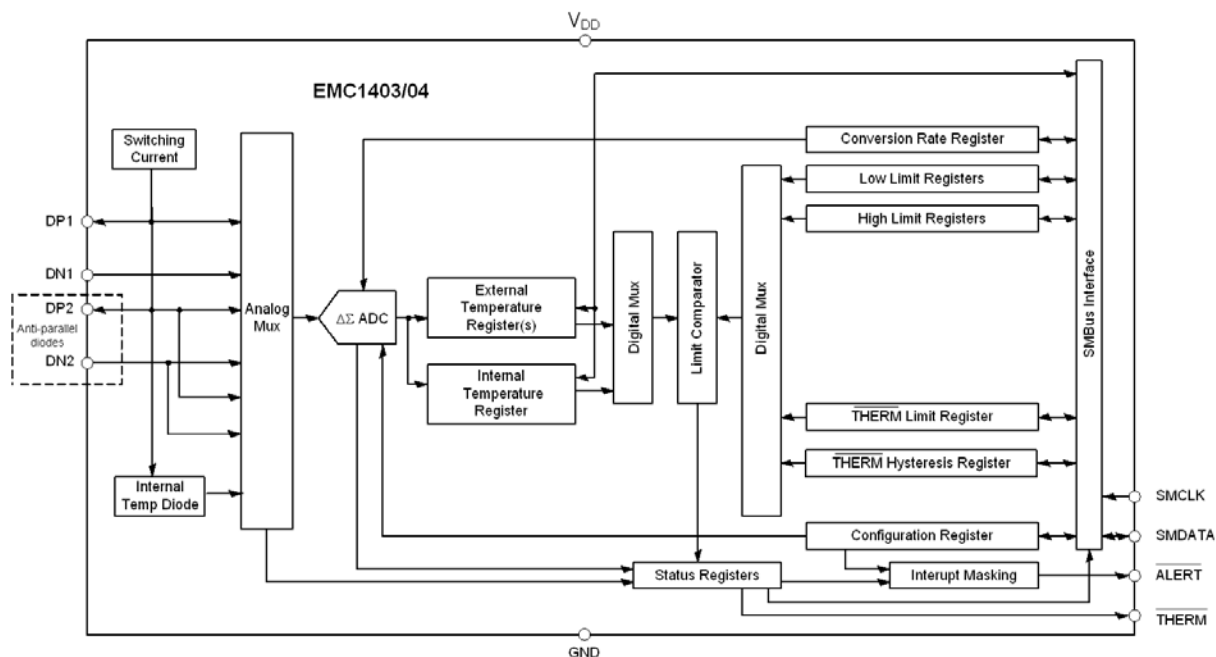 VDD
EMC1403/04
Switching
Current
Conversion Rate Register
Low Limit Registers
High Limit Registers
DP1
DN1
DP2
Anti-parallel
diodes
DN2
Analog
Mux
ΔΣ ADC
External
Temperature
Register(s)
Internal
Temperature
Register
Digital Mux
Limit Comparator
Digital Mux
SMBus Interface
THERM Limit Register
THERM Hysteresis Register
Internal
Temp Diode
SMCLK
Configuration Register
SMDATA
Status Registers
Interupt Masking
ALERT
THERM
GND